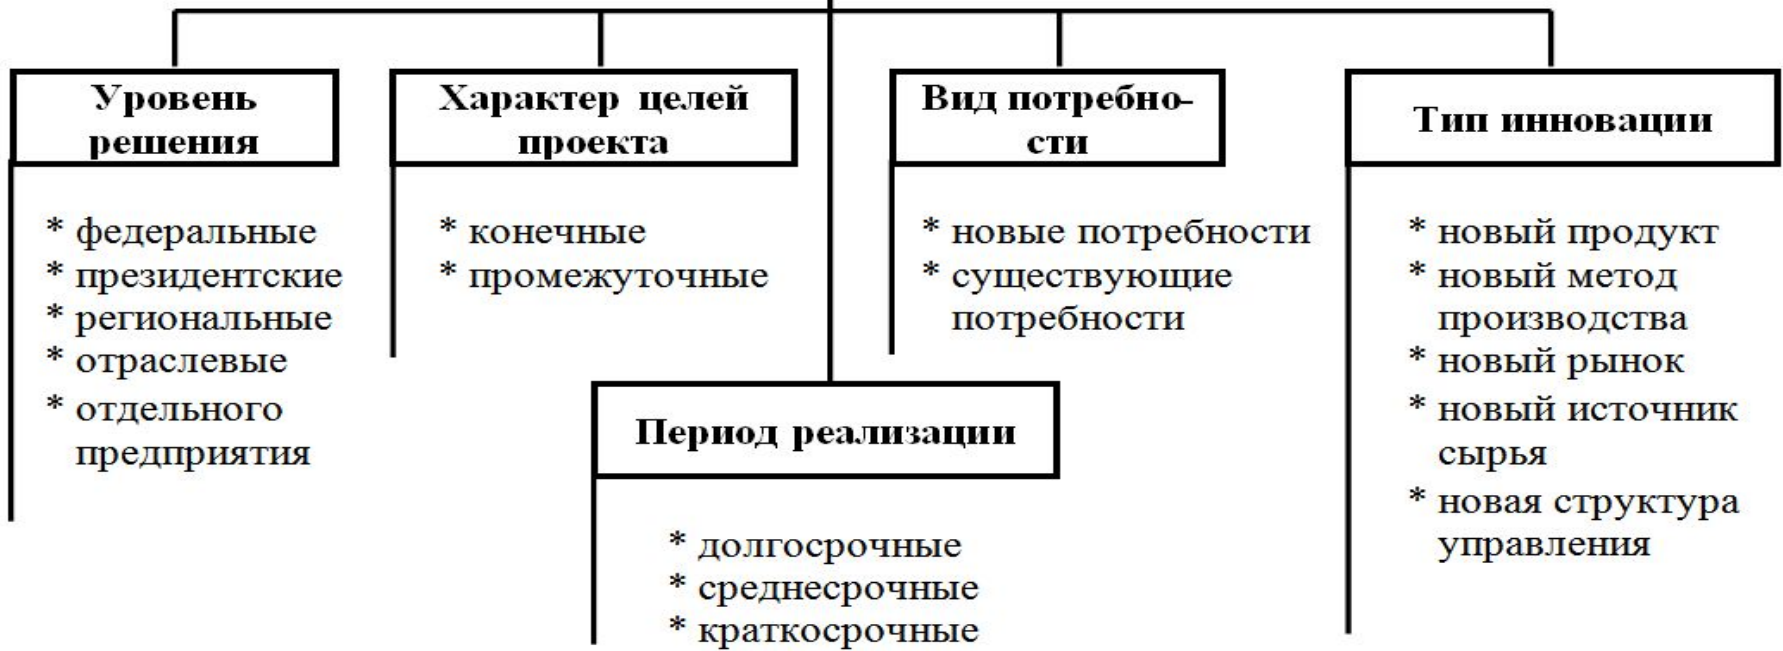 Уровень
решения
* федеральные
* президентские
* региональные
* отраслевые
* отдельного
предприятия
Характер целей
проекта
* конечные
* промежуточные
Вид потребно-
сти
* новые потребности
* существующие
потребности
Тип инновации
* новый продукт
* новый метод
производства
* новый рынок
* новый источник
сырья
* новая структура
управления
Период реализации
* долгосрочные
* среднесрочные
* краткосрочные